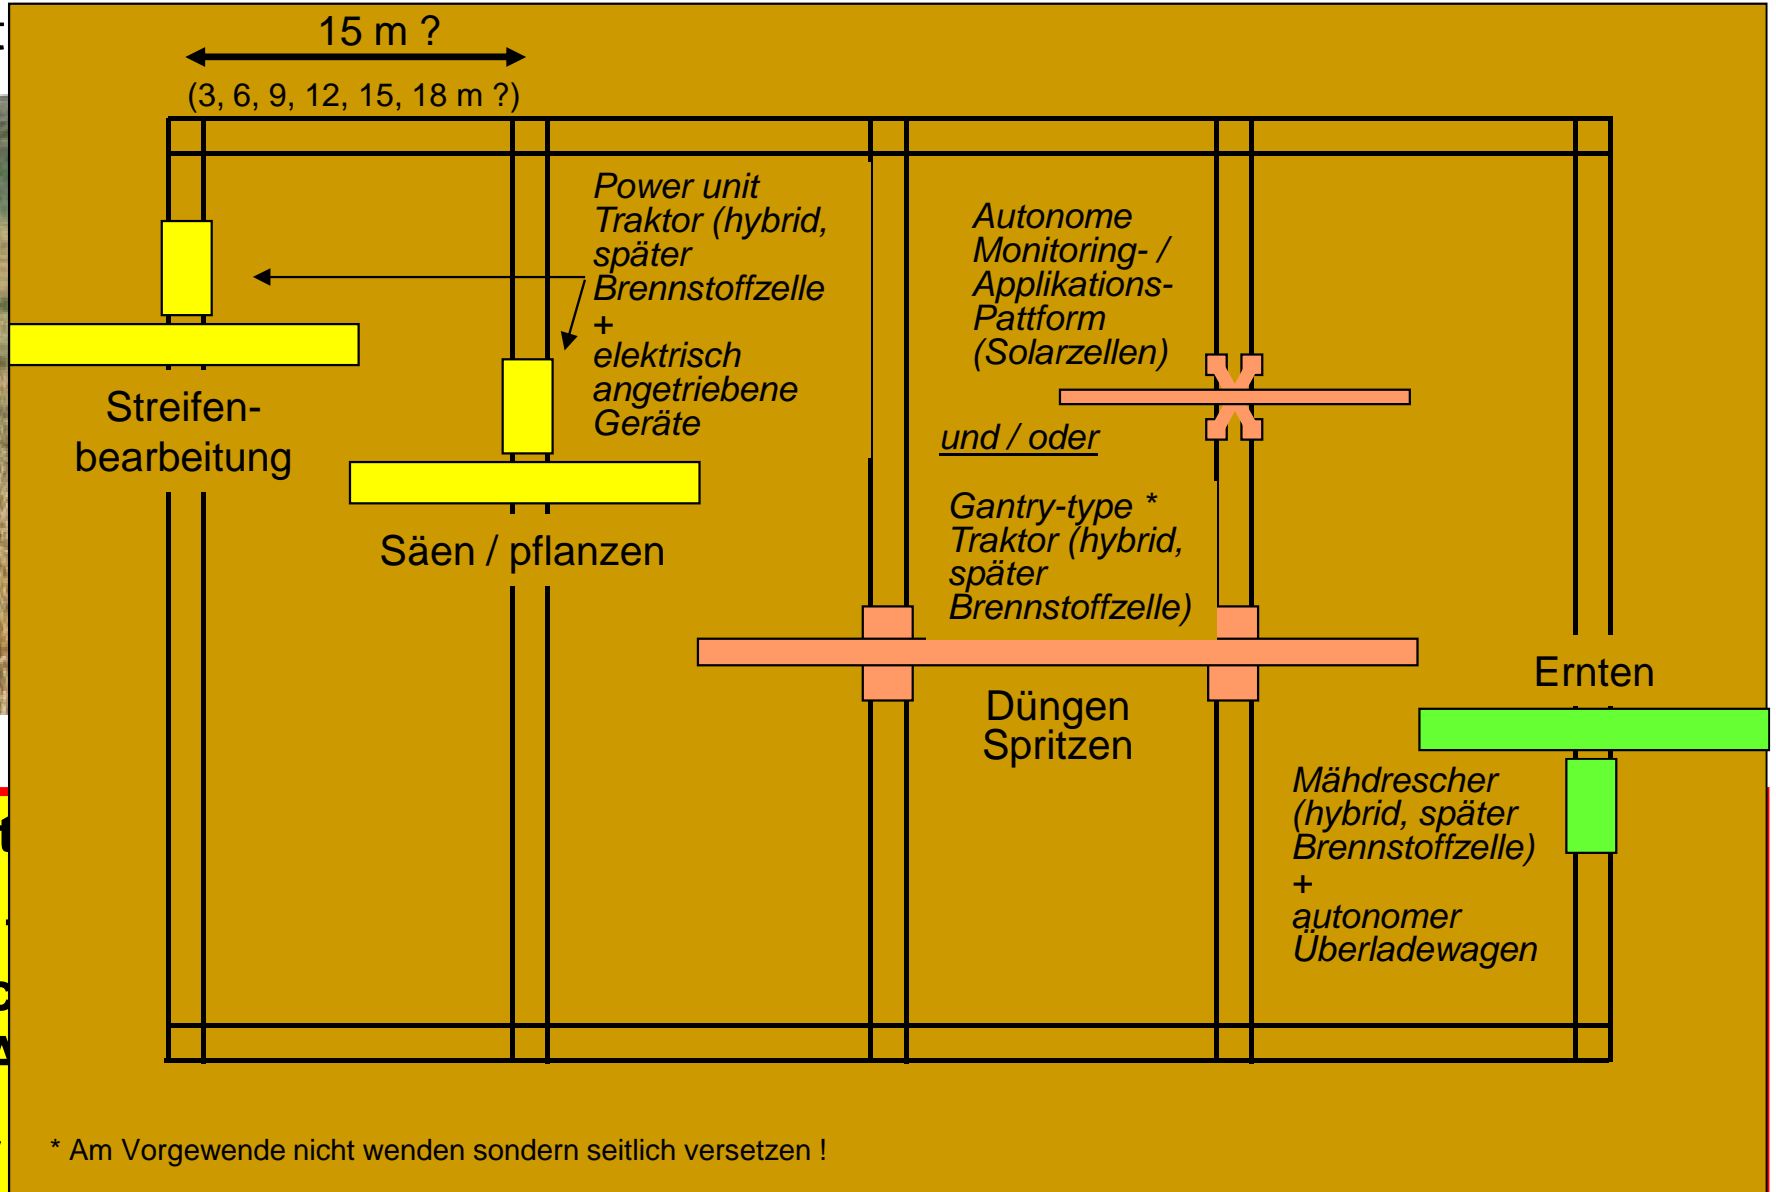 15 m ?
(3, 6, 9, 12, 15, 18 m ?)
Power unit
Traktor (hybrid,
später
Brennstoffzelle
+
elektrisch
angetriebene
Geräte
Autonome
Monitoring- /
Applikations-
Pattform
(Solarzellen)
Streifen-
bearbeitung
und / oder
Gantry-type *
Traktor (hybrid,
später
Brennstoffzelle)
Säen / pflanzen
Ernten
Düngen
Spritzen
Mähdrescher
(hybrid, später
Brennstoffzelle)
+
autonomer
Überladewagen
* Am Vorgewende nicht wenden sondern seitlich versetzen !